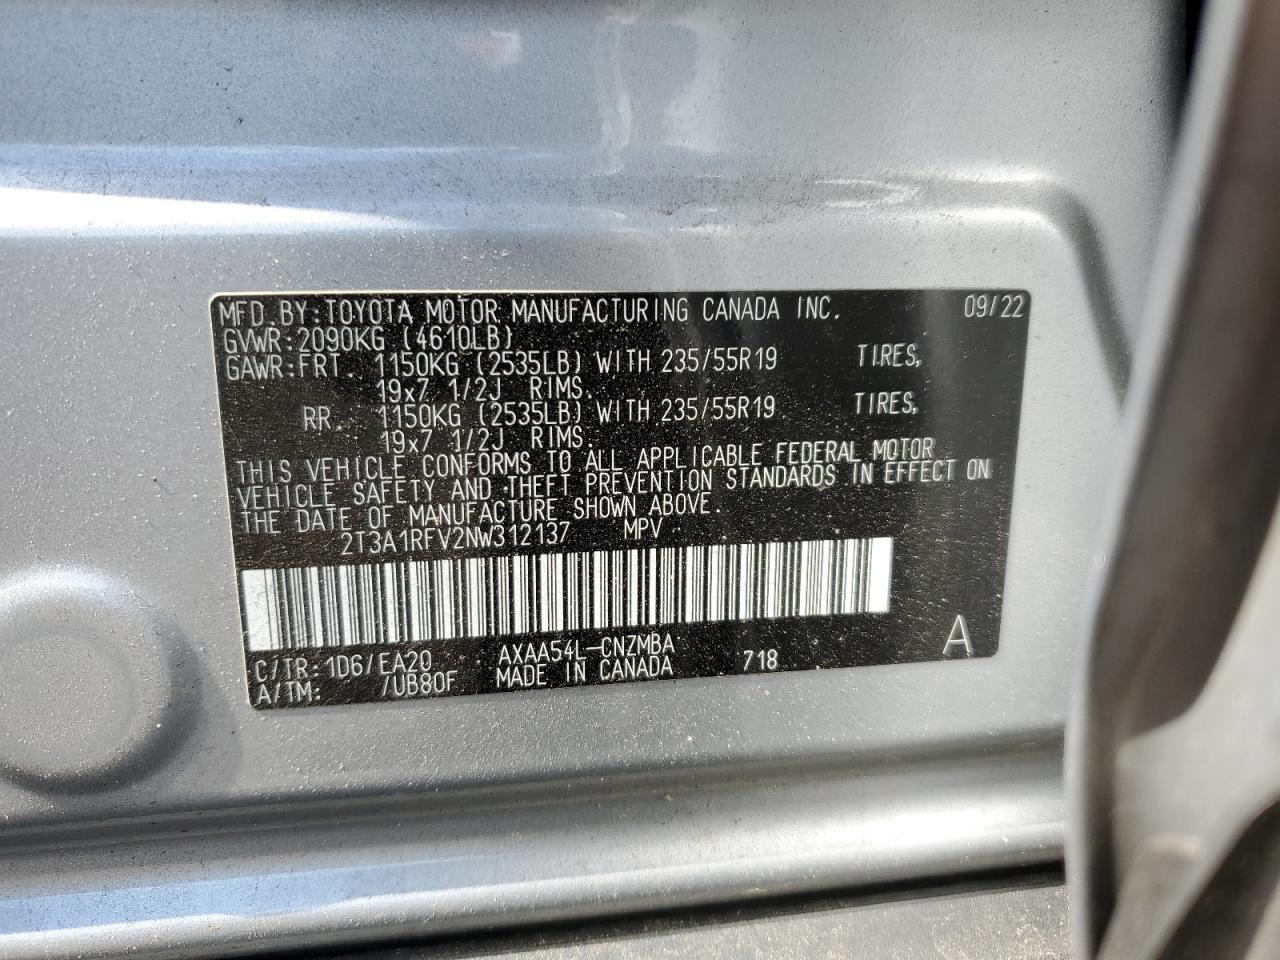 MFD. BY: TOYOTA MOTOR MANUFACTURING CANADA INC. 09/22
GVWR: 2090KG (4610LB)
GAWR: FRT. 1150KG (2535LB) WITH 235/55R19 TIRES,
19x7 1/2J RIMS.
RR. 1150KG (2535LB) WITH 235/55R19 TIRES,
19x7 1/2J RIMS.
THIS VEHICLE CONFORMS TO ALL APPLICABLE FEDERAL MOTOR
VEHICLE SAFETY AND THEFT PREVENTION STANDARDS IN EFFECT ON
THE DATE OF MANUFACTURE SHOWN ABOVE.
2T3A1RFV2NW312137 MPV
C/TR: 1D6/EA20 AXAA54L-CNZMBA 718 A
A/TM: /UB80F MADE IN CANADA